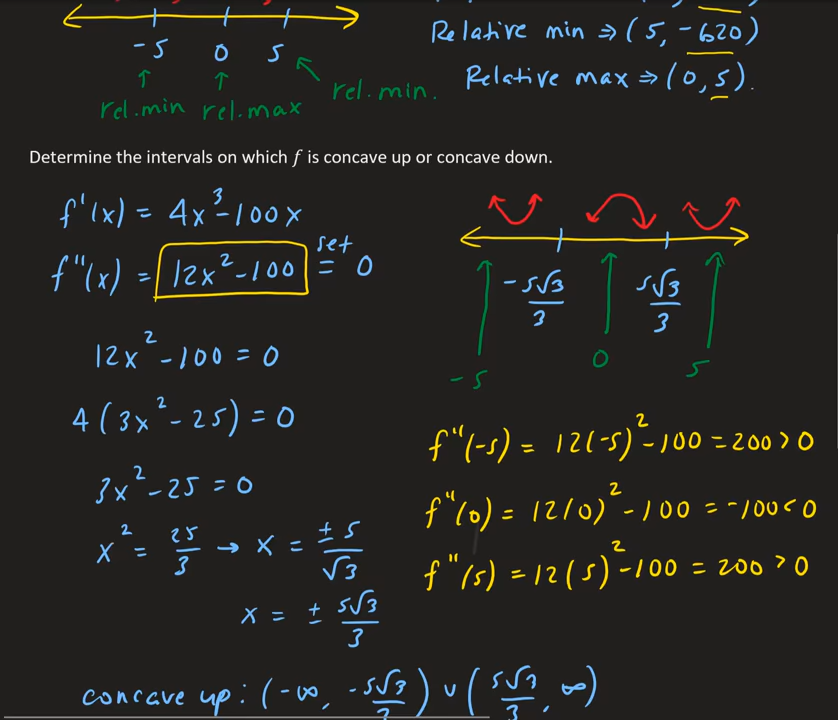 -5 0 5
rel.min rel.max rel.min.
Relative min ⇒ (5, -620)
Relative max ⇒ (0, 5).
Determine the intervals on which f is concave up or concave down.
f'(x) = 4x³-100x
f"(x) = 12x²-100 set = 0
12x²-100 = 0
4(3x²-25) = 0
3x²-25 = 0
x² = 25/3 → x = ±5/√3
x = ± 5√3/3
-5√3/3 5√3/3
-5 0 5
f"(-5) = 12(-5)²-100 = 200 > 0
f"(0) = 12(0)²-100 = -100 < 0
f"(5) = 12(5)²-100 = 200 > 0
concave up: (-∞, -5√3/3) ∪ (5√3/3, ∞)